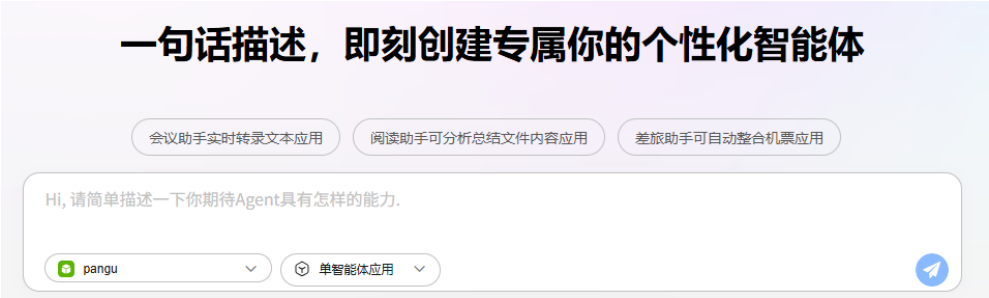 一句话描述，即刻创建专属你的个性化智能体
会议助手实时转录文本应用 阅读助手可分析总结文件内容应用 差旅助手可自动整合机票应用
Hi, 请简单描述一下你期待Agent具有怎样的能力.
pangu 单智能体应用